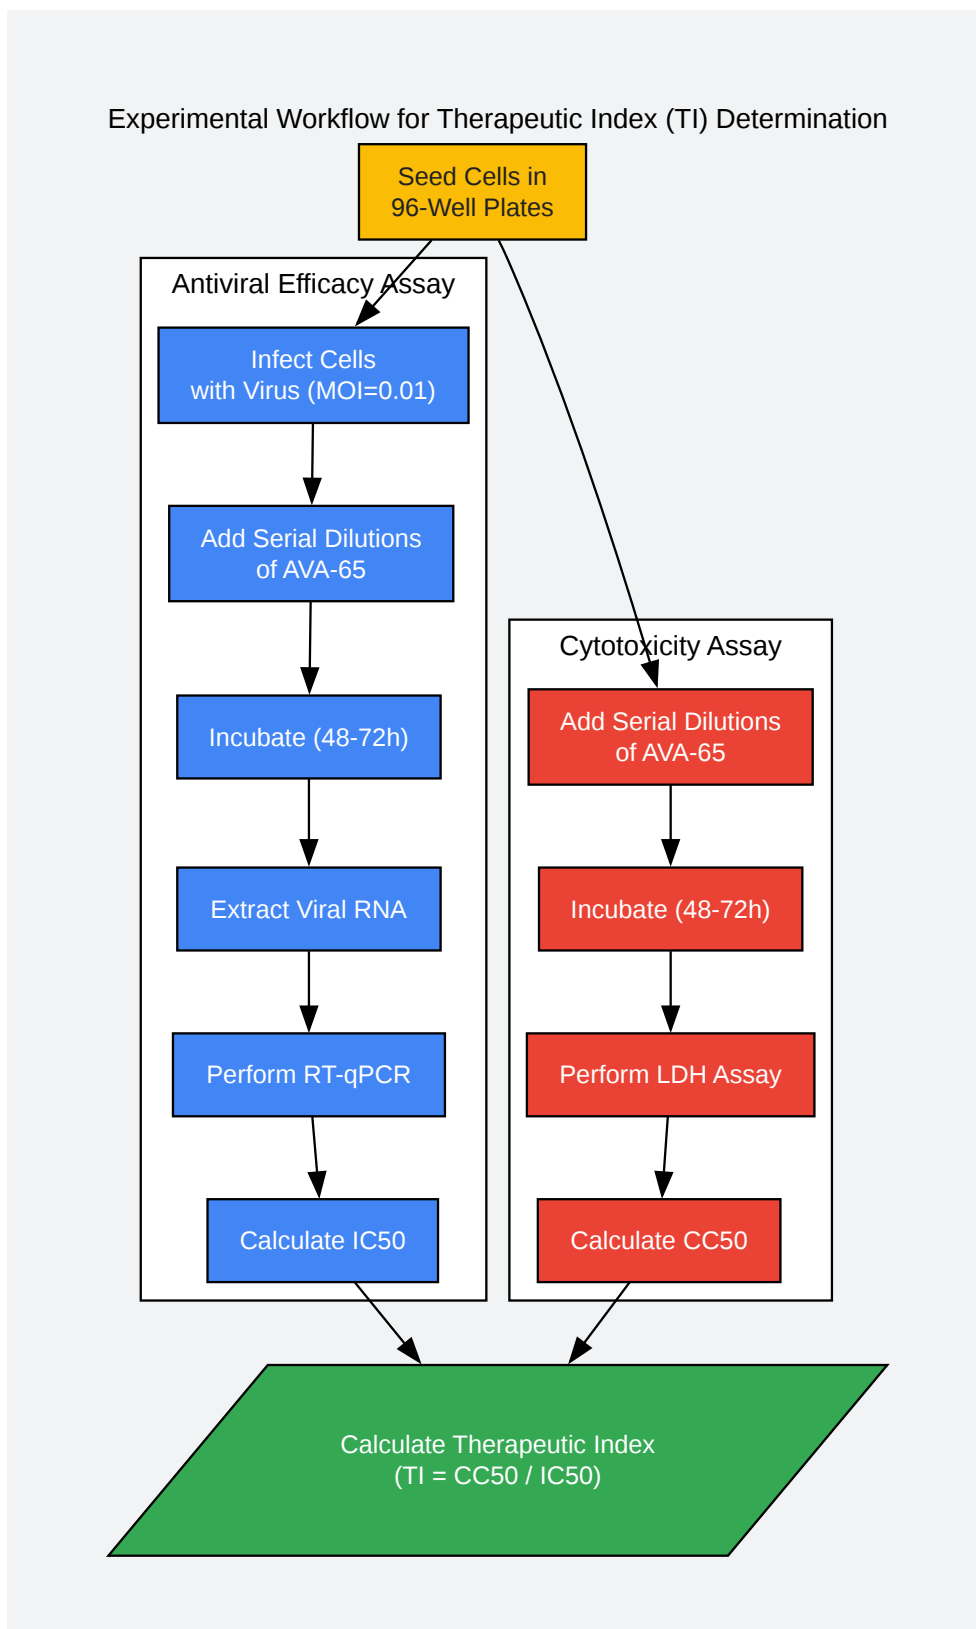 Experimental Workflow for Therapeutic Index (TI) Determination
Seed Cells in
96-Well Plates
Antiviral Efficacy Assay
Infect Cells
with Virus (MOI=0.01)
Add Serial Dilutions
of AVA-65
Incubate (48-72h)
Extract Viral RNA
Perform RT-qPCR
Calculate IC50
Cytotoxicity Assay
Add Serial Dilutions
of AVA-65
Incubate (48-72h)
Perform LDH Assay
Calculate CC50
Calculate Therapeutic Index
(TI = CC50 / IC50)